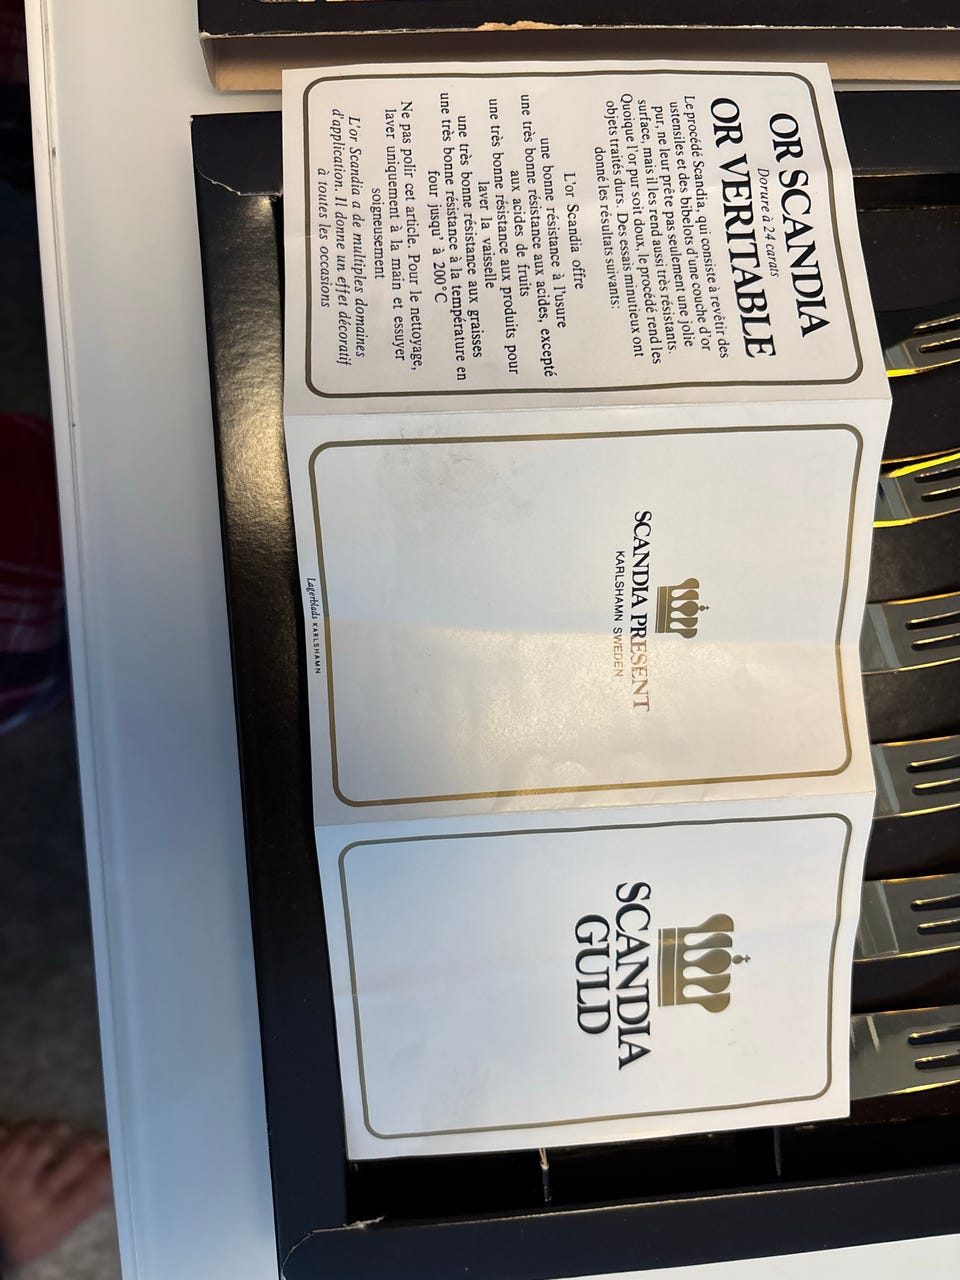 OR SCANDIA
Dorure à 24 carats
OR VERITABLE
Le procédé Scandia, qui consiste à revêtir des
ustensiles et des bibelots d'une couche d'or
pur, ne leur prête pas seulement une jolie
surface, mais il les rend aussi très résistants.
Quoique l'or pur soit doux, le procédé rend les
objets traités durs. Des essais minutieux ont
donné les résultats suivants:
L'or Scandia offre
une bonne résistance à l'usure
une très bonne résistance aux acides, excepté
aux acides de fruits
une très bonne résistance aux produits pour
laver la vaisselle
une très bonne résistance aux graisses
une très bonne résistance à la température en
four jusqu' à 200°C
Ne pas polir cet article. Pour le nettoyage,
laver uniquement à la main et essuyer
soigneusement
L'or Scandia a de multiples domaines
d'application. Il donne un effet décoratif
à toutes les occasions
SCANDIA PRESENT
KARLSHAMN SWEDEN
Lagerblads KARLSHAMN
SCANDIA
GUILD